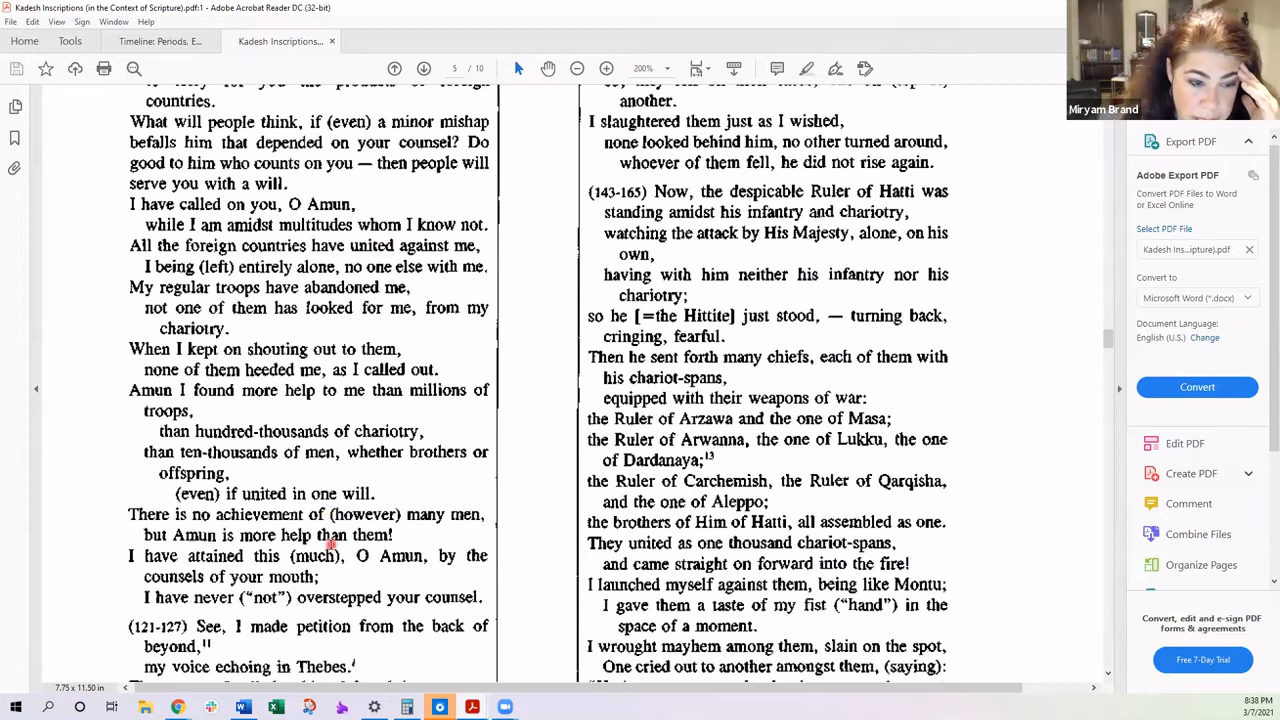 Kadesh Inscriptions (in the Context of Scripture).pdf:1 - Adobe Acrobat Reader DC (32-bit)
File Edit View Sign Window Help
Home Tools Timeline: Periods, E... Kadesh Inscriptions... ×
5 / 10 200%
countries.
What will people think, if (even) a minor mishap
befalls him that depended on your counsel? Do
good to him who counts on you — then people will
serve you with a will.
I have called on you, O Amun,
while I am amidst multitudes whom I know not.
All the foreign countries have united against me,
I being (left) entirely alone, no one else with me.
My regular troops have abandoned me,
not one of them has looked for me, from my
chariotry.
When I kept on shouting out to them,
none of them heeded me, as I called out.
Amun I found more help to me than millions of
troops,
than hundred-thousands of chariotry,
than ten-thousands of men, whether brothers or
offspring,
(even) if united in one will.
There is no achievement of (however) many men,
but Amun is more help than them!
I have attained this (much), O Amun, by the
counsels of your mouth;
I have never ("not") overstepped your counsel.
(121-127) See, I made petition from the back of
beyond,11
my voice echoing in Thebes.
another.
I slaughtered them just as I wished,
none looked behind him, no other turned around,
whoever of them fell, he did not rise again.
(143-165) Now, the despicable Ruler of Hatti was
standing amidst his infantry and chariotry,
watching the attack by His Majesty, alone, on his
own,
having with him neither his infantry nor his
chariotry;
so he [=the Hittite] just stood, — turning back,
cringing, fearful.
Then he sent forth many chiefs, each of them with
his chariot-spans,
equipped with their weapons of war:
the Ruler of Arzawa and the one of Masa;
the Ruler of Arwanna, the one of Lukku, the one
of Dardanaya;13
the Ruler of Carchemish, the Ruler of Qarqisha,
and the one of Aleppo;
the brothers of Him of Hatti, all assembled as one.
They united as one thousand chariot-spans,
and came straight on forward into the fire!
I launched myself against them, being like Montu;
I gave them a taste of my fist ("hand") in the
space of a moment.
I wrought mayhem among them, slain on the spot,
One cried out to another amongst them, (saying):
Miryam Brand
Export PDF
Adobe Export PDF
Convert PDF Files to Word
or Excel Online
Select PDF File
Kadesh Ins...ipture).pdf
Convert to
Microsoft Word (*.docx)
Document Language:
English (U.S.) Change
Convert
Edit PDF
Create PDF
Comment
Combine Files
Organize Pages
Convert, edit and e-sign PDF
forms & agreements
Free 7-Day Trial
7.75 x 11.50 in
8:38 PM
3/7/2021